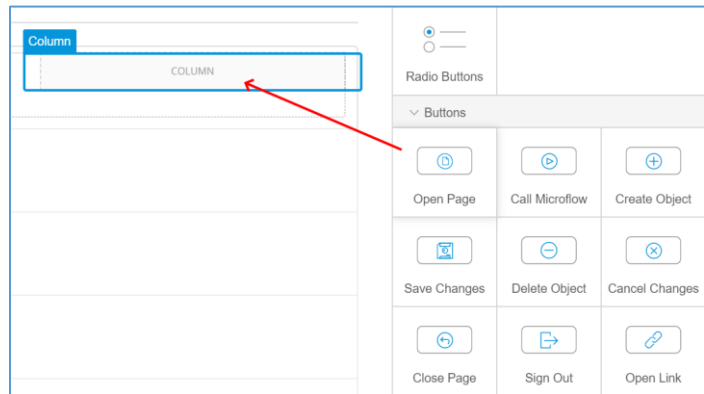 Column
COLUMN
Radio Buttons
Buttons
Open Page
Call Microflow
Create Object
Save Changes
Delete Object
Cancel Changes
Close Page
Sign Out
Open Link